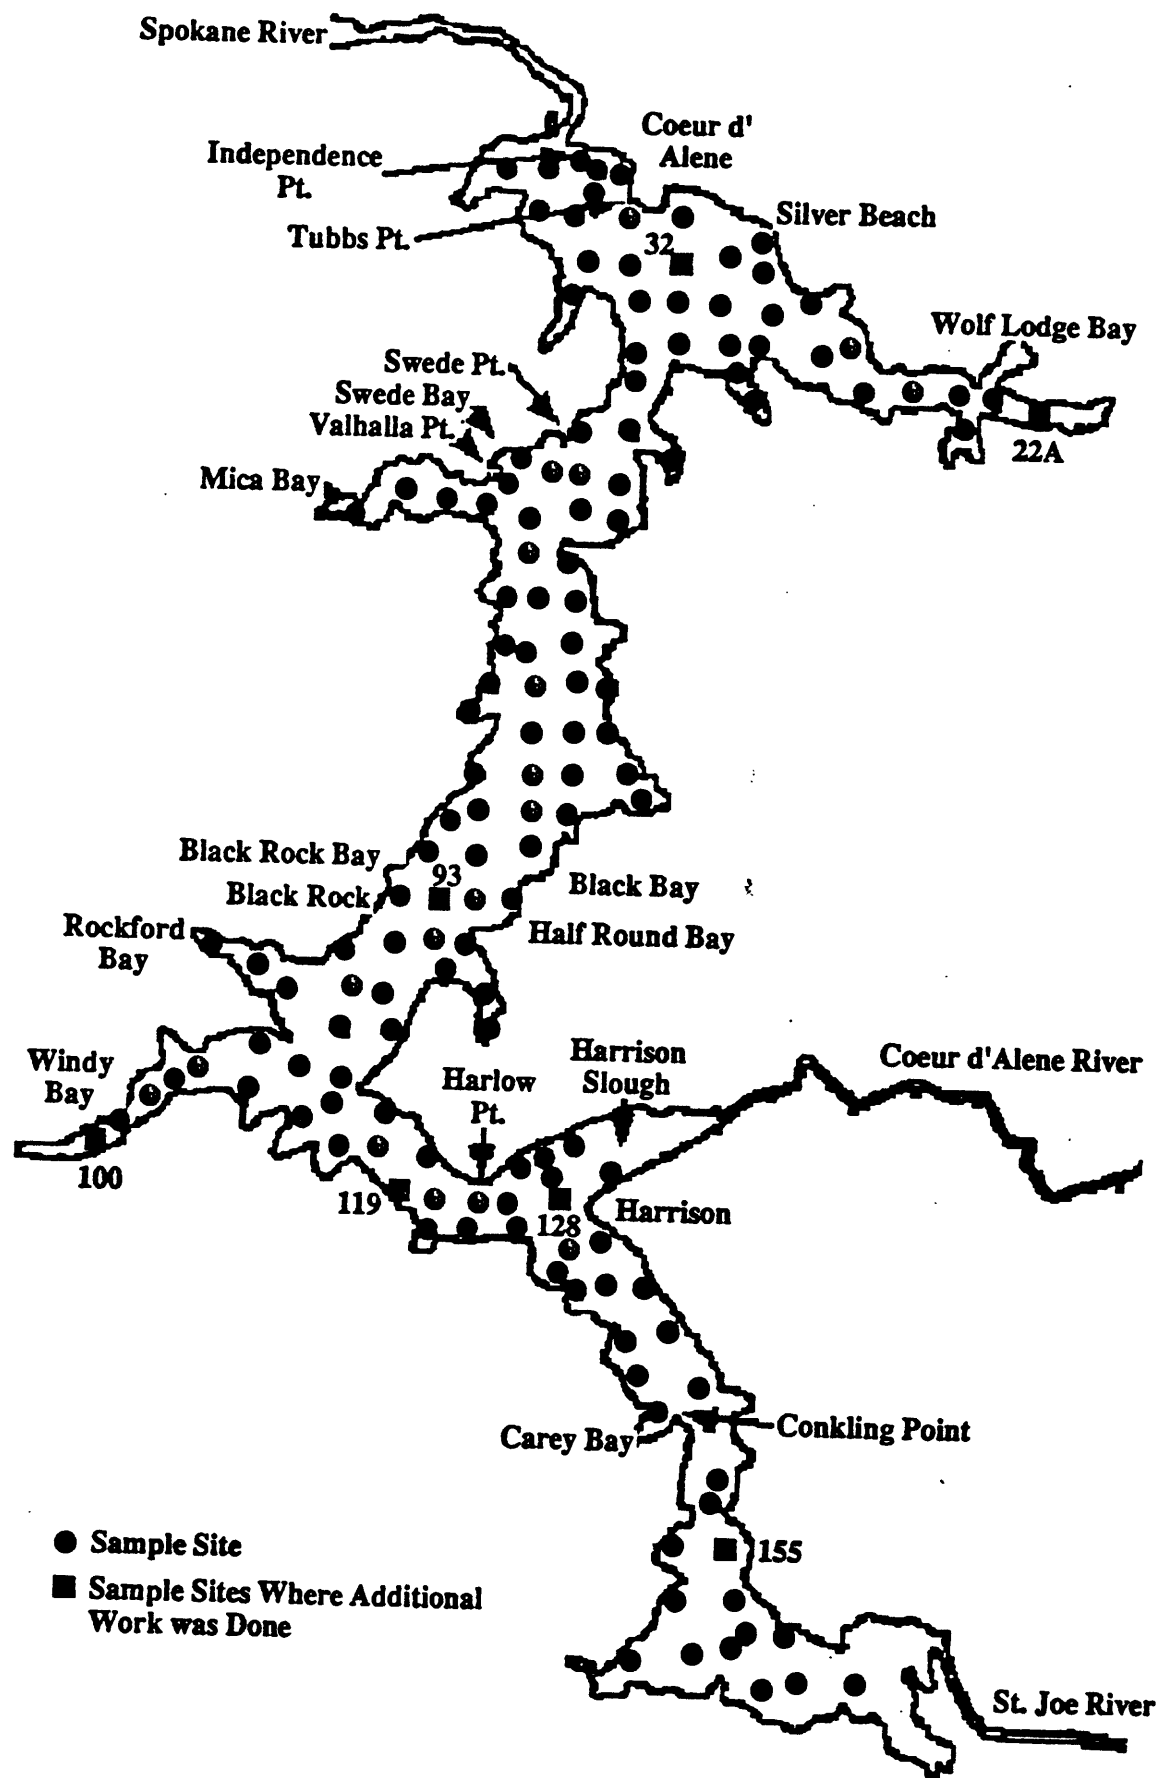 Spokane River
Coeur d'
Alene
Independence
Pt.
Silver Beach
Tubbs Pt.
32
Wolf Lodge Bay
Swede Pt.
Swede Bay
Valhalla Pt.
22A
Mica Bay
Black Rock Bay
93
Black Rock
Black Bay
Rockford
Bay
Half Round Bay
Windy
Bay
Harlow
Pt.
Harrison
Slough
Coeur d'Alene River
100
119
128
Harrison
Carey Bay
Conkling Point
155
Sample Site
Sample Sites Where Additional
Work was Done
St. Joe River